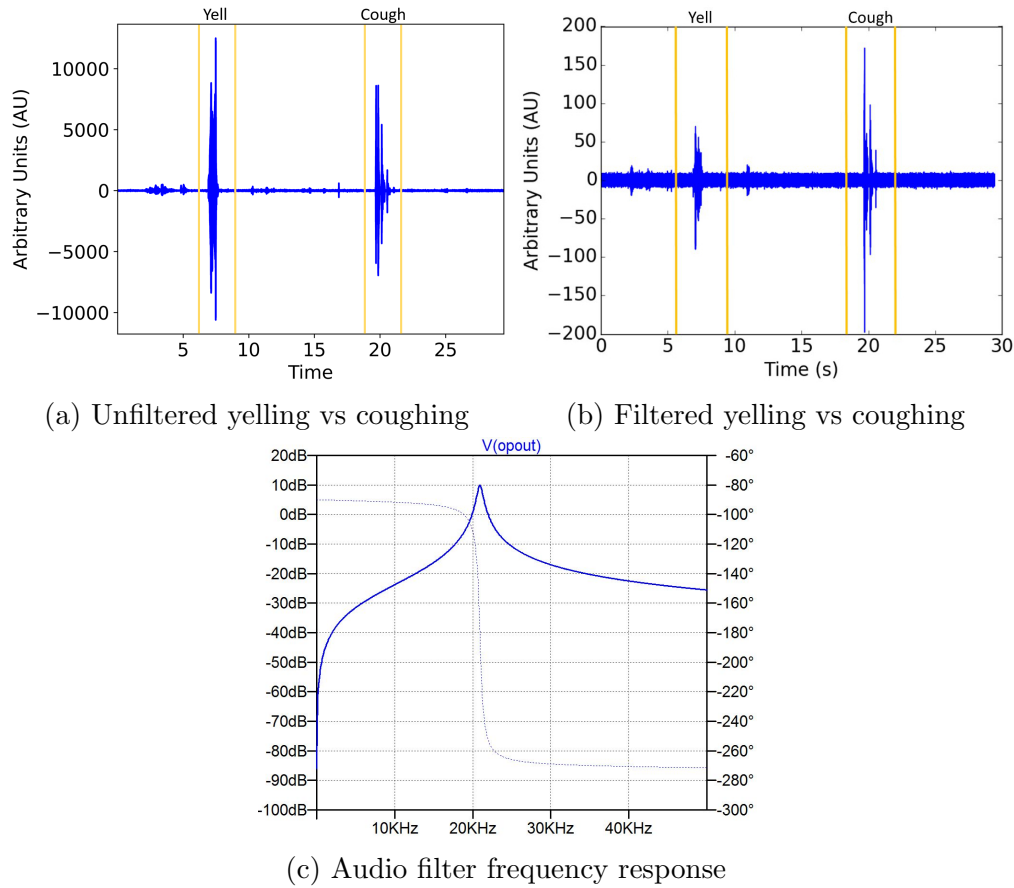 Yell Cough
10000
5000
0
−5000
−10000
Arbitrary Units (AU)
5 10 15 20 25
Time
(a) Unfiltered yelling vs coughing
Yell Cough
200
150
100
50
0
−50
−100
−150
−200
Arbitrary Units (AU)
0 5 10 15 20 25 30
Time (s)
(b) Filtered yelling vs coughing
V(opout)
20dB -60°
10dB -80°
0dB -100°
-10dB -120°
-20dB -140°
-30dB -160°
-40dB -180°
-50dB -200°
-60dB -220°
-70dB -240°
-80dB -260°
-90dB -280°
-100dB -300°
10KHz 20KHz 30KHz 40KHz
(c) Audio filter frequency response